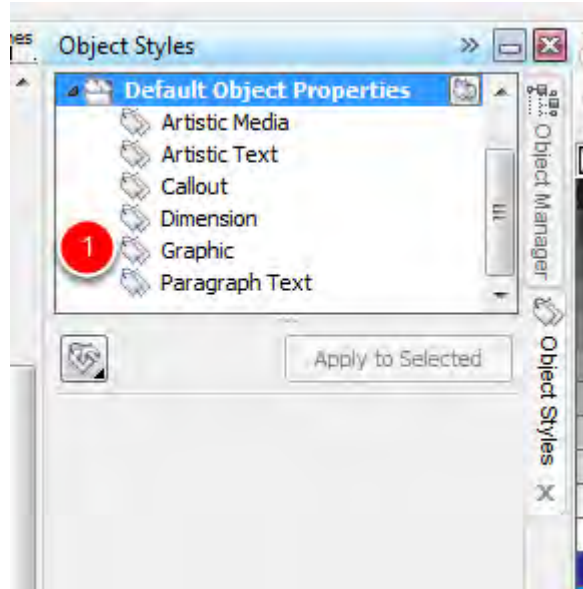 Object Styles
Default Object Properties
Artistic Media
Artistic Text
Callout
Dimension
1
Graphic
Paragraph Text
Apply to Selected
Object Manager
Object Styles